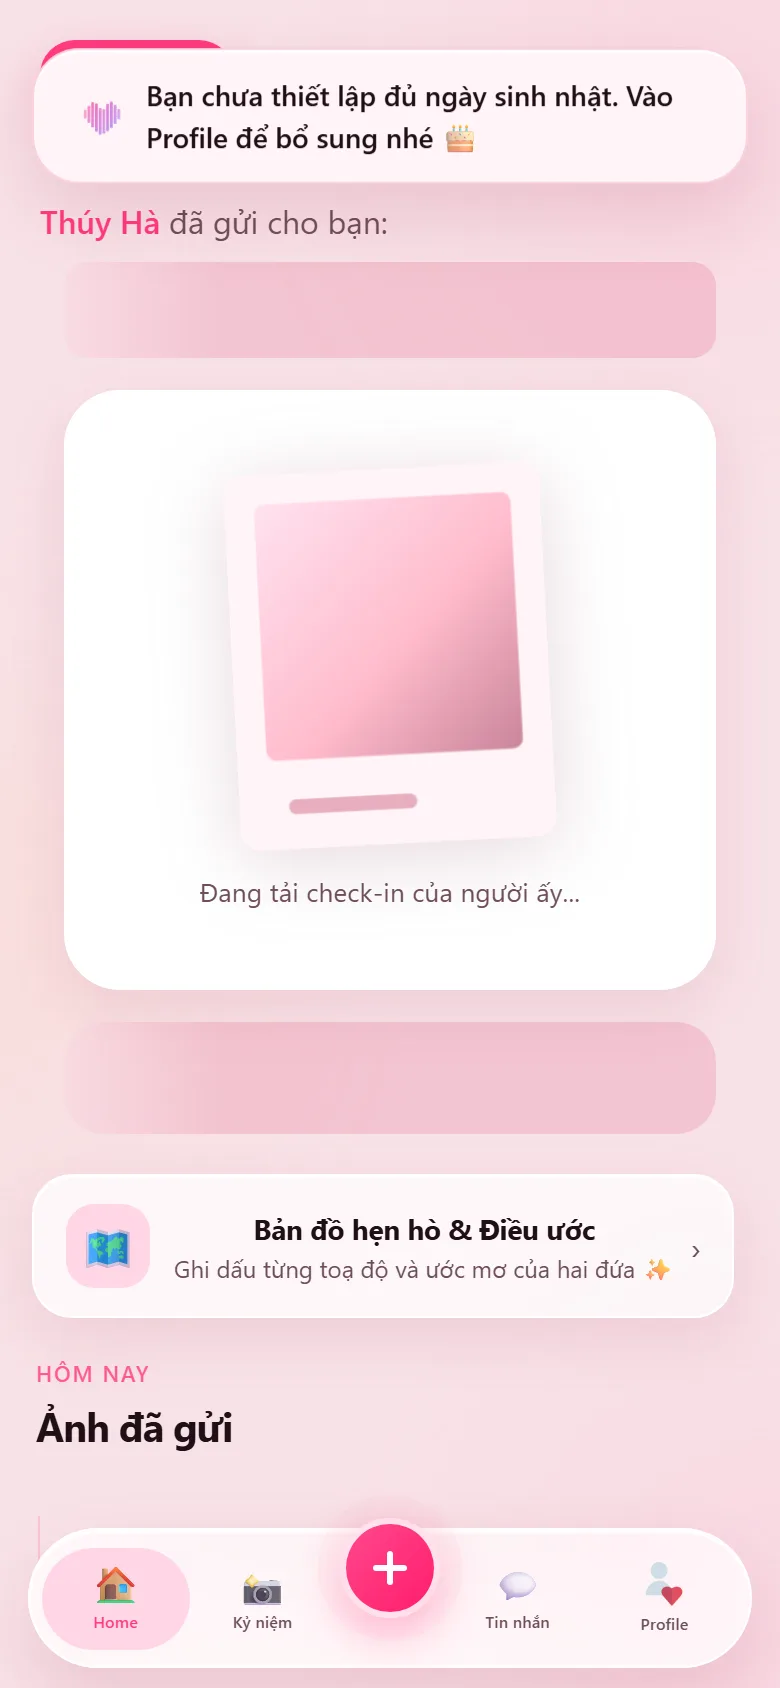 Bạn chưa thiết lập đủ ngày sinh nhật. Vào
Profile để bổ sung nhé 🎂
Thúy Hà đã gửi cho bạn:
Đang tải check-in của người ấy...
Bản đồ hẹn hò & Điều ước
Ghi dấu từng toạ độ và ước mơ của hai đứa ✨
›
HÔM NAY
Ảnh đã gửi
Home
Kỷ niệm
Tin nhắn
Profile